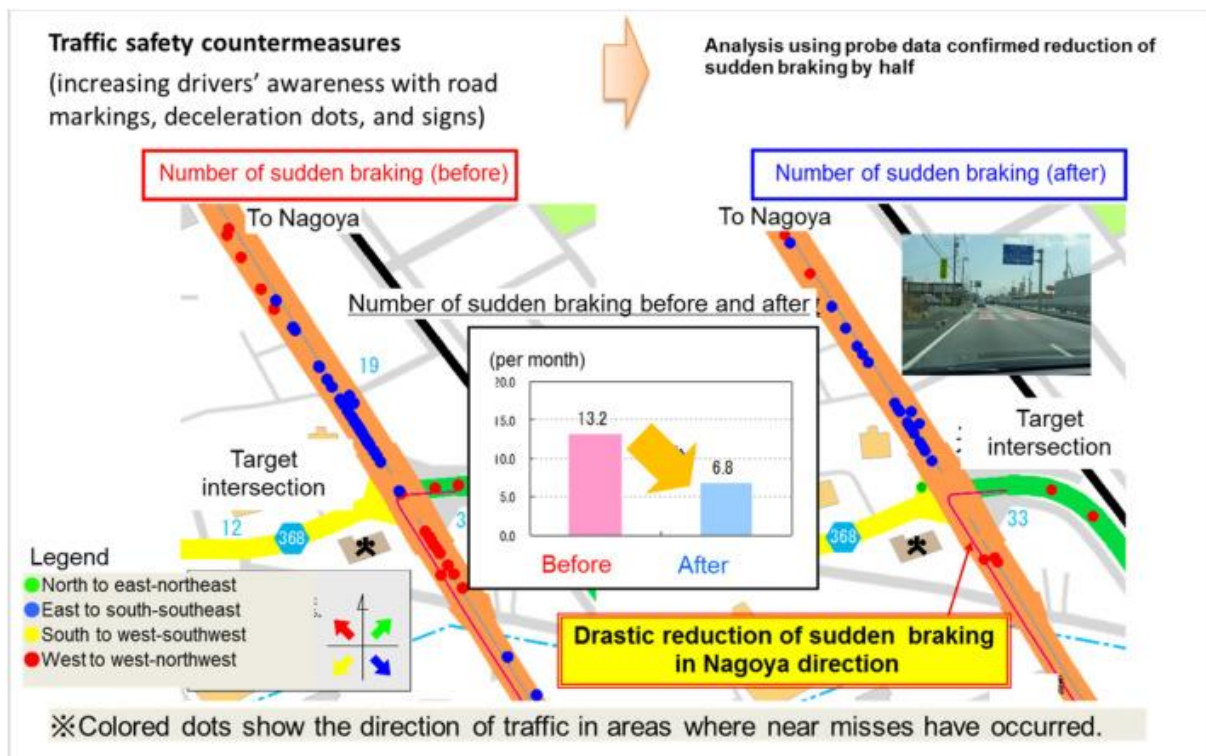 Traffic safety countermeasures
(increasing drivers' awareness with road
markings, deceleration dots, and signs)
Analysis using probe data confirmed reduction of
sudden braking by half
Number of sudden braking (before)
Number of sudden braking (after)
To Nagoya
To Nagoya
Number of sudden braking before and after
(per month)
20.0
15.0
10.0
5.0
0.0
13.2
6.8
Before
After
19
Target
intersection
12
368
3
Target
intersection
33
368
Legend
North to east-northeast
East to south-southeast
South to west-southwest
West to west-northwest
Drastic reduction of sudden braking
in Nagoya direction
※Colored dots show the direction of traffic in areas where near misses have occurred.